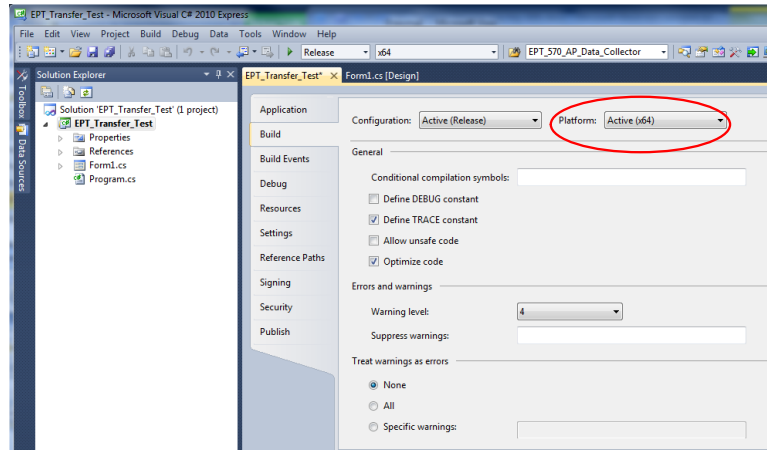 EPT_Transfer_Test - Microsoft Visual C# 2010 Express
File Edit View Project Build Debug Data Tools Window Help
Release x64 EPT_570_AP_Data_Collector
Toolbox
Data Sources
Solution Explorer
Solution 'EPT_Transfer_Test' (1 project)
EPT_Transfer_Test
Properties
References
Form1.cs
Program.cs
EPT_Transfer_Test* Form1.cs [Design]
Application
Build
Build Events
Debug
Resources
Settings
Reference Paths
Signing
Security
Publish
Configuration: Active (Release) Platform: Active (x64)
General
Conditional compilation symbols:
Define DEBUG constant
Define TRACE constant
Allow unsafe code
Optimize code
Errors and warnings
Warning level: 4
Suppress warnings:
Treat warnings as errors
None
All
Specific warnings: